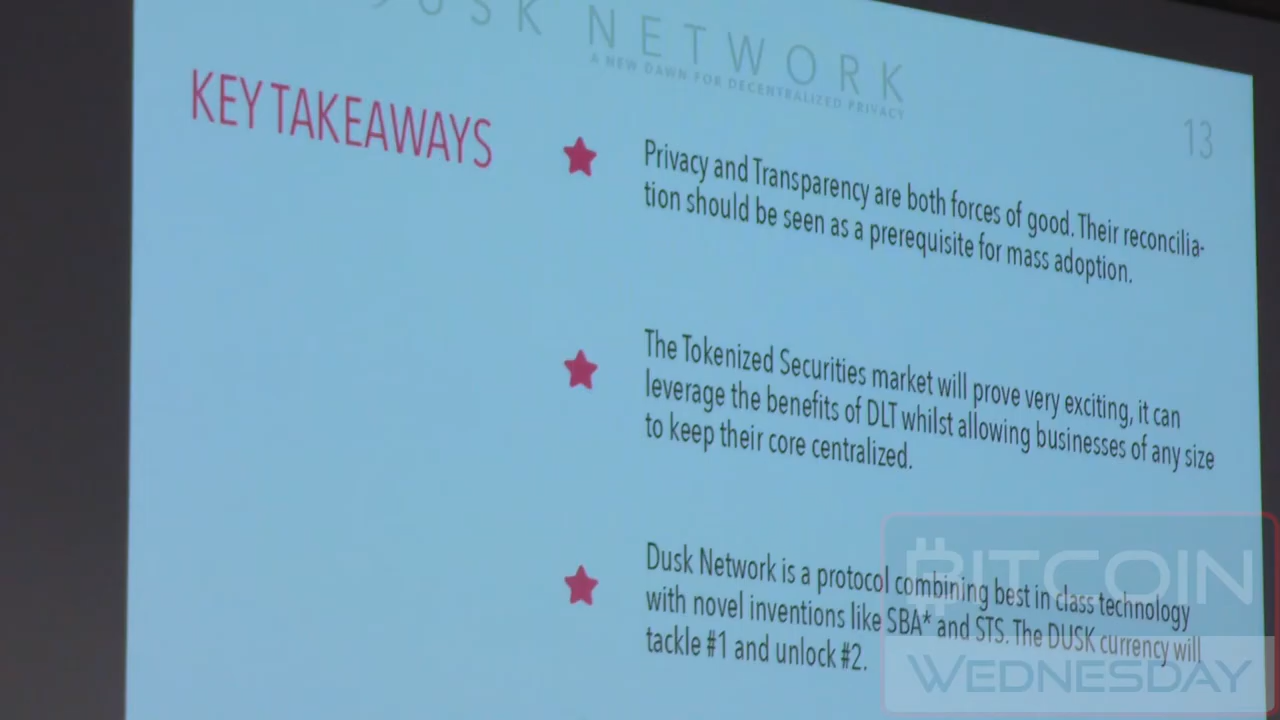 DUSK NETWORK
A NEW DAWN FOR DECENTRALIZED PRIVACY
KEY TAKEAWAYS
13
Privacy and Transparency are both forces of good. Their reconcilia-
tion should be seen as a prerequisite for mass adoption.
The Tokenized Securities market will prove very exciting, it can
leverage the benefits of DLT whilst allowing businesses of any size
to keep their core centralized.
Dusk Network is a protocol combining best in class technology
with novel inventions like SBA* and STS. The DUSK currency will
tackle #1 and unlock #2.
BITCOIN
WEDNESDAY